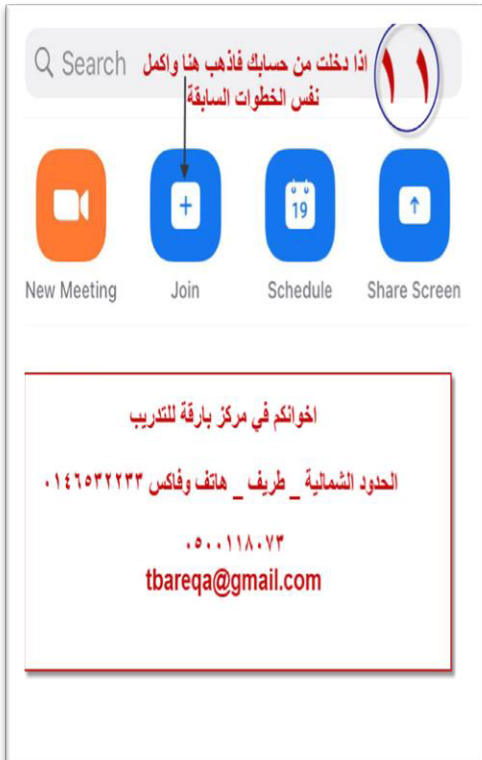 ١١
Search
اذا دخلت من حسابك فاذهب هنا واكمل
نفس الخطوات السابقة
19
New Meeting
Join
Schedule
Share Screen
اخوانكم في مركز بارقة للتدريب
الحدود الشمالية _ طريف _ هاتف وفاكس ٠١٤٦٥٣٢٢٣٣
٠٥٠٠١١٨٠٧٣
tbareqa@gmail.com